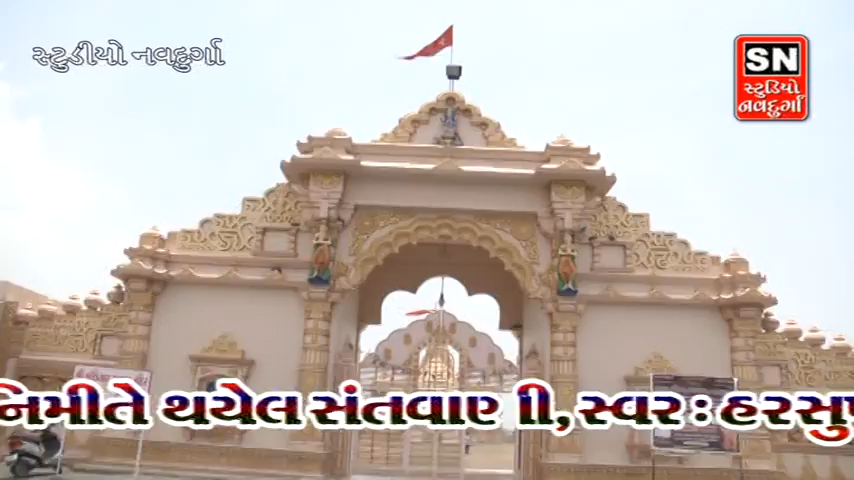 સ્ટુડીયો નવદુર્ગા
SN
સ્ટુડિયો
નવદુર્ગા
નિમીતે થયેલ સંતવાણી, સ્વર : હરસુ